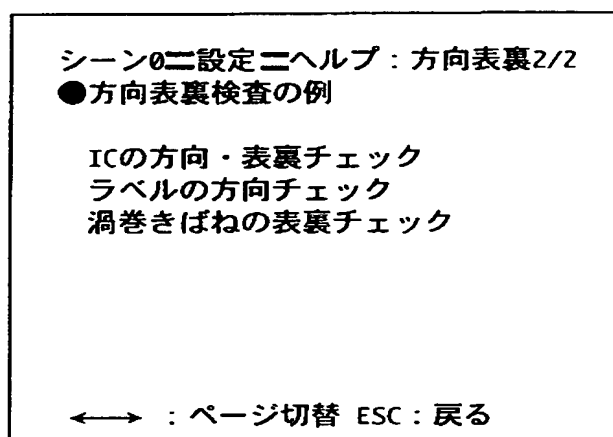 シーン0〓設定〓ヘルプ：方向表裏2/2
●方向表裏検査の例
ICの方向・表裏チェック
ラベルの方向チェック
渦巻きばねの表裏チェック
←→ ：ページ切替 ESC：戻る